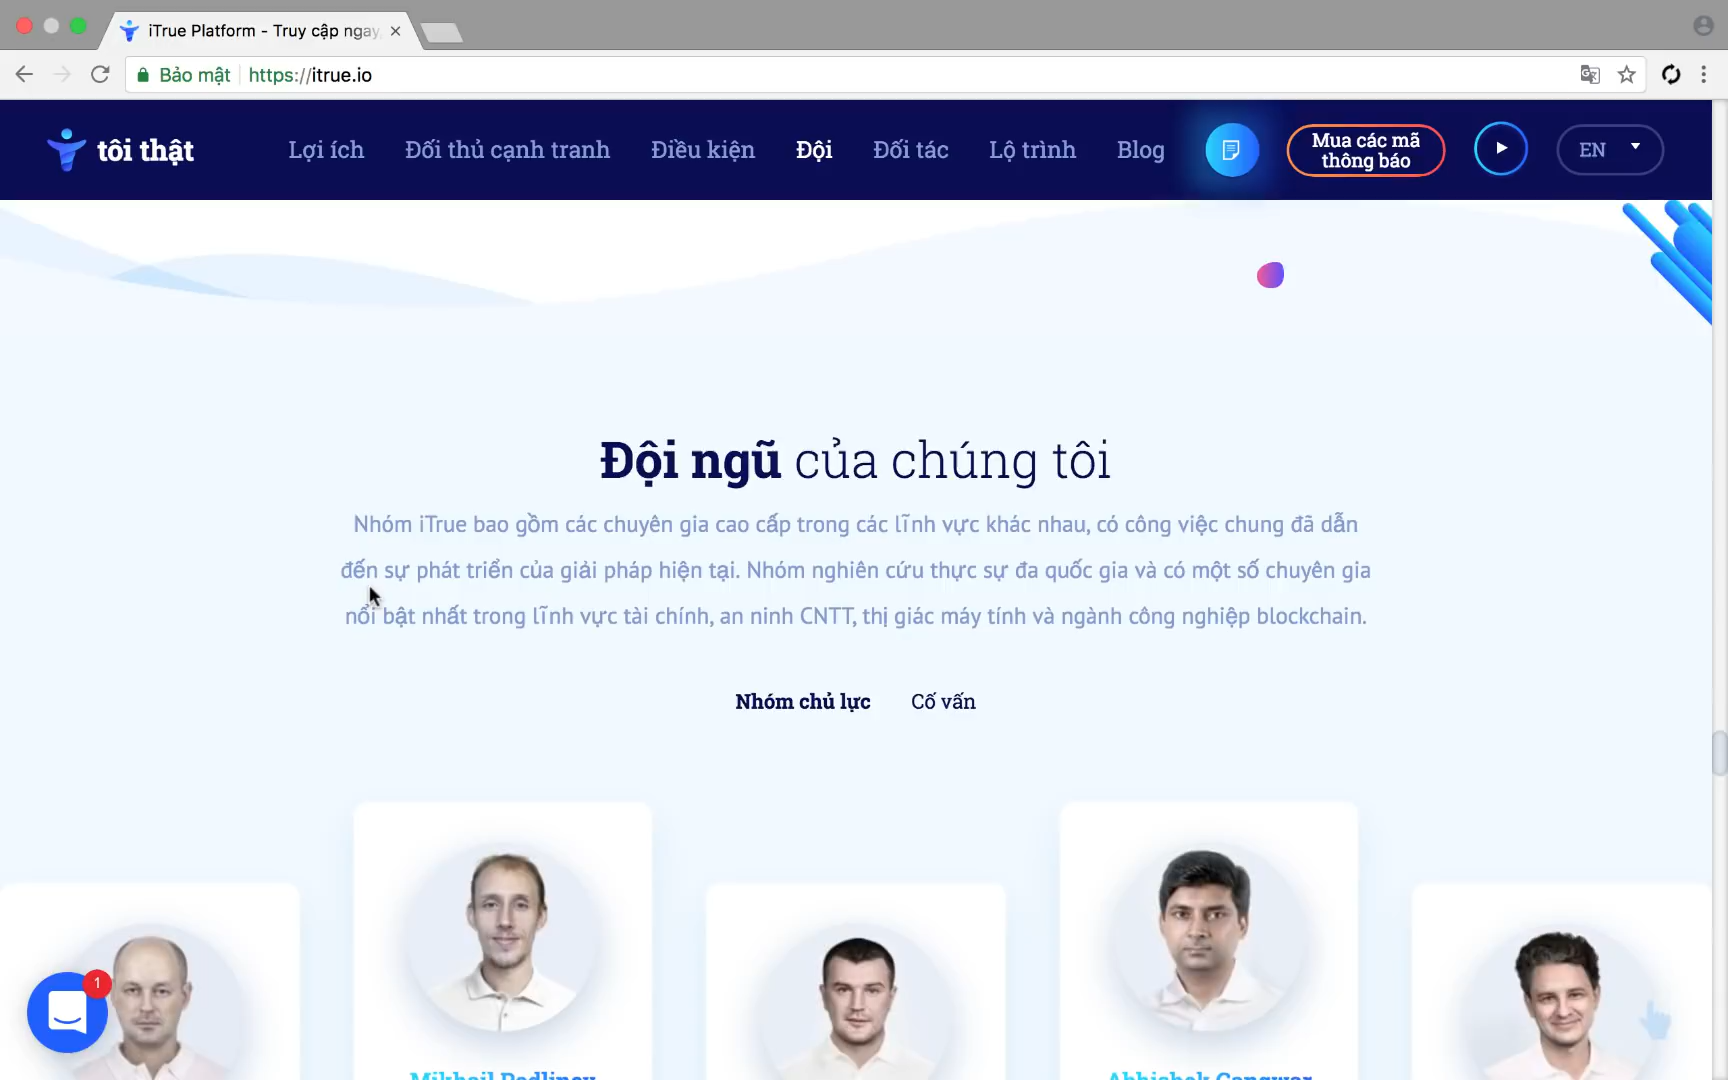 iTrue Platform - Truy cập ngay,
Bảo mật https://itrue.io
tôi thật
Lợi ích Đối thủ cạnh tranh Điều kiện Đội Đối tác Lộ trình Blog
Mua các mã
thông báo
EN
Đội ngũ của chúng tôi
Nhóm iTrue bao gồm các chuyên gia cao cấp trong các lĩnh vực khác nhau, có công việc chung đã dẫn
đến sự phát triển của giải pháp hiện tại. Nhóm nghiên cứu thực sự đa quốc gia và có một số chuyên gia
nổi bật nhất trong lĩnh vực tài chính, an ninh CNTT, thị giác máy tính và ngành công nghiệp blockchain.
Nhóm chủ lực Cố vấn
1